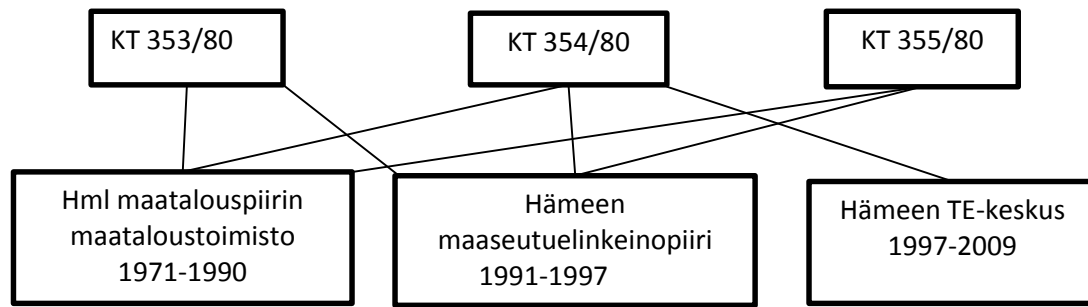 KT 353/80
KT 354/80
KT 355/80
Hml maatalouspiirin
maataloustoimisto
1971-1990
Hämeen
maaseutuelinkeinopiiri
1991-1997
Hämeen TE-keskus
1997-2009